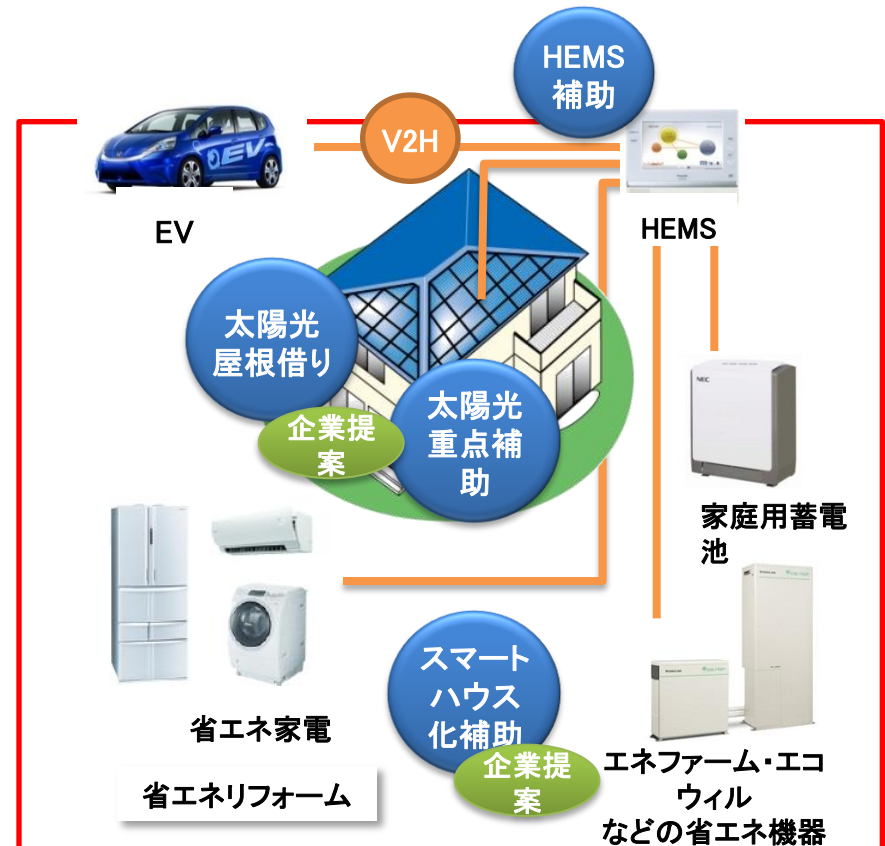 HEMS
補助
V2H
EV
EV
HEMS
太陽光
屋根借り
企業提
案
太陽光
重点補
助
NEC
家庭用蓄電
池
省エネ家電
スマート
ハウス
化補助
企業提
案
省エネリフォーム
エネファーム・エコ
ウィル
などの省エネ機器